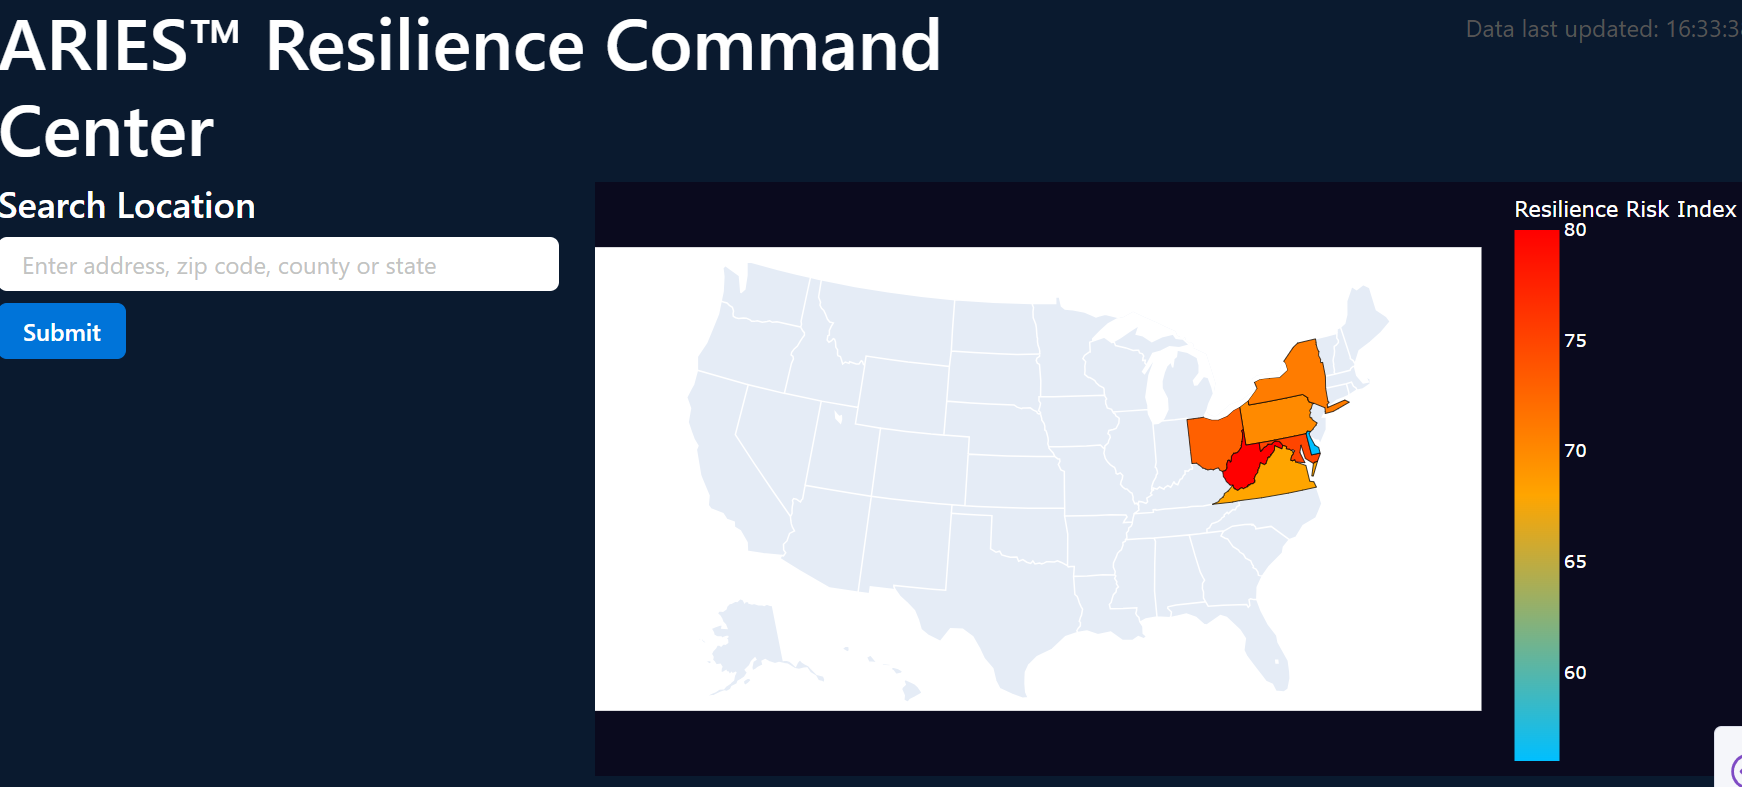 ARIES™ Resilience Command
Center
Data last updated: 16:33:3
Search Location
Enter address, zip code, county or state
Submit
Resilience Risk Index
80
75
70
65
60